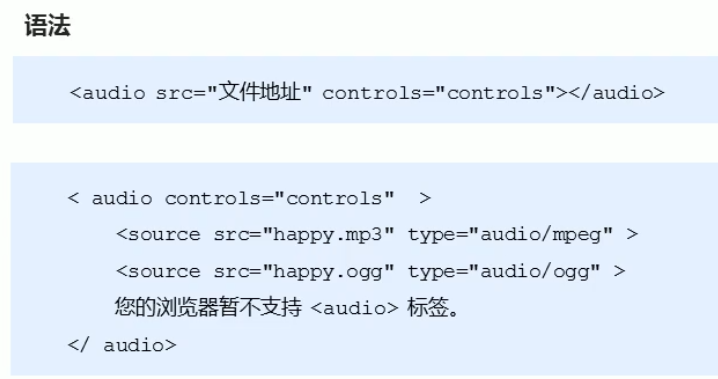 语法
<audio src="文件地址" controls="controls"></audio>
< audio controls="controls"  >
<source src="happy.mp3" type="audio/mpeg" >
<source src="happy.ogg" type="audio/ogg" >
您的浏览器暂不支持 <audio> 标签。
</ audio>